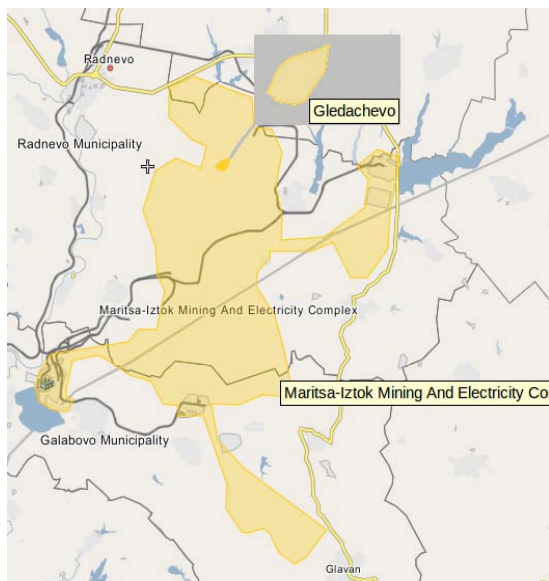 Radnevo
Gledachevo
Radnevo Municipality
Maritsa-Iztok Mining And Electricity Complex
Maritsa-Iztok Mining And Electricity Co
Galabovo Municipality
Glavan